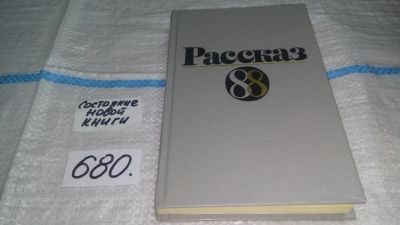 Рассказ
88
состояние
новой
книги
680.